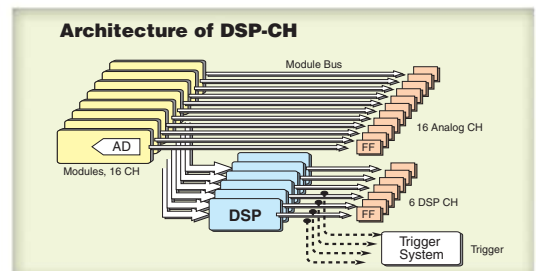 Architecture of DSP-CH
Module Bus
16 Analog CH
AD
FF
Modules, 16 CH
6 DSP CH
DSP
FF
Trigger
System
Trigger